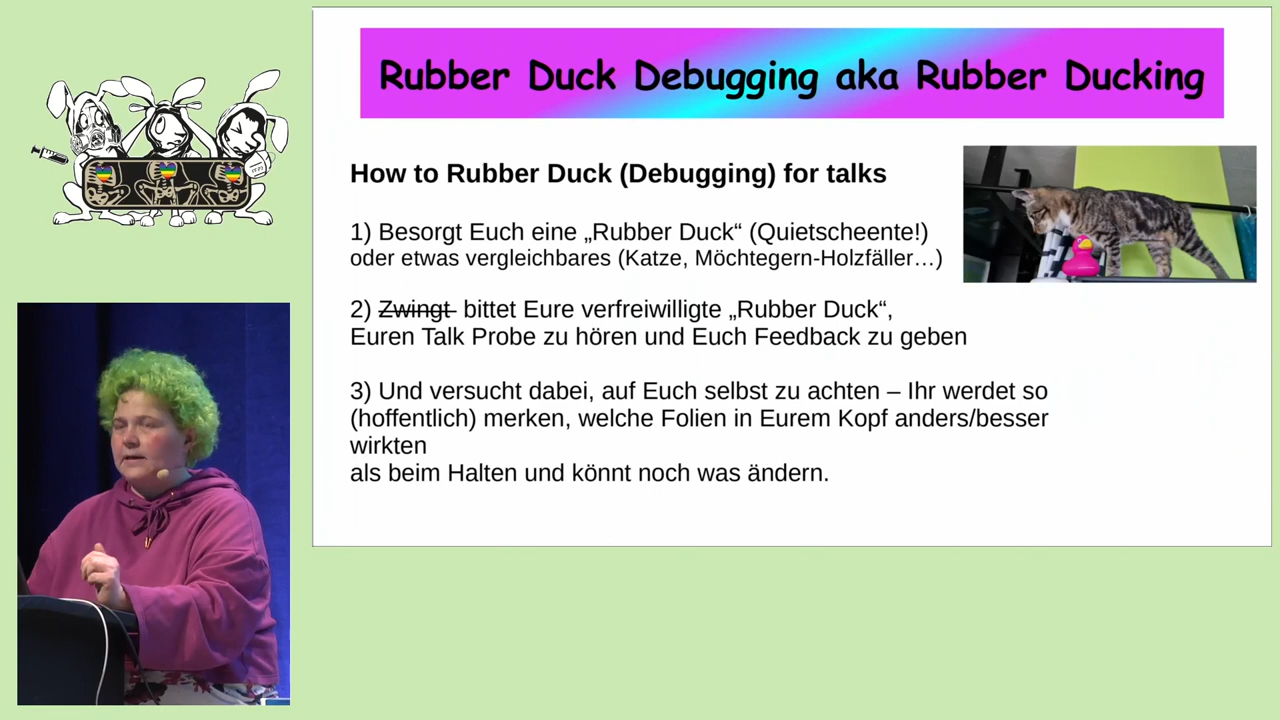 Rubber Duck Debugging aka Rubber Ducking
How to Rubber Duck (Debugging) for talks
1) Besorgt Euch eine „Rubber Duck“ (Quietscheente!)
oder etwas vergleichbares (Katze, Möchtegern-Holzfäller…)
2) Zwingt bittet Eure verfreiwilligte „Rubber Duck“,
Euren Talk Probe zu hören und Euch Feedback zu geben
3) Und versucht dabei, auf Euch selbst zu achten – Ihr werdet so
(hoffentlich) merken, welche Folien in Eurem Kopf anders/besser
wirkten
als beim Halten und könnt noch was ändern.